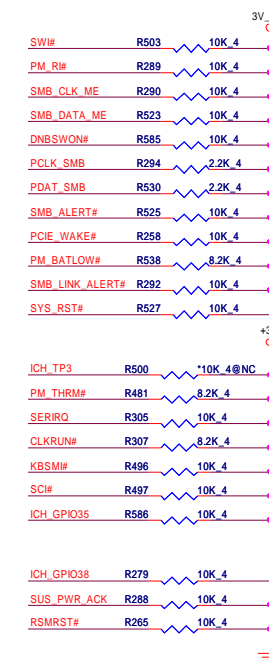 3V_
SWI# R503 10K_4
PM_RI# R289 10K_4
SMB_CLK_ME R290 10K_4
SMB_DATA_ME R523 10K_4
DNBSWON# R585 10K_4
PCLK_SMB R294 2.2K_4
PDAT_SMB R530 2.2K_4
SMB_ALERT# R525 10K_4
PCIE_WAKE# R258 10K_4
PM_BATLOW# R538 8.2K_4
SMB_LINK_ALERT# R292 10K_4
SYS_RST# R527 10K_4
+3
ICH_TP3 R500 *10K_4@NC
PM_THRM# R481 8.2K_4
SERIRQ R305 10K_4
CLKRUN# R307 8.2K_4
KBSMI# R496 10K_4
SCI# R497 10K_4
ICH_GPIO35 R586 10K_4
ICH_GPIO38 R279 10K_4
SUS_PWR_ACK R288 10K_4
RSMRST# R265 10K_4